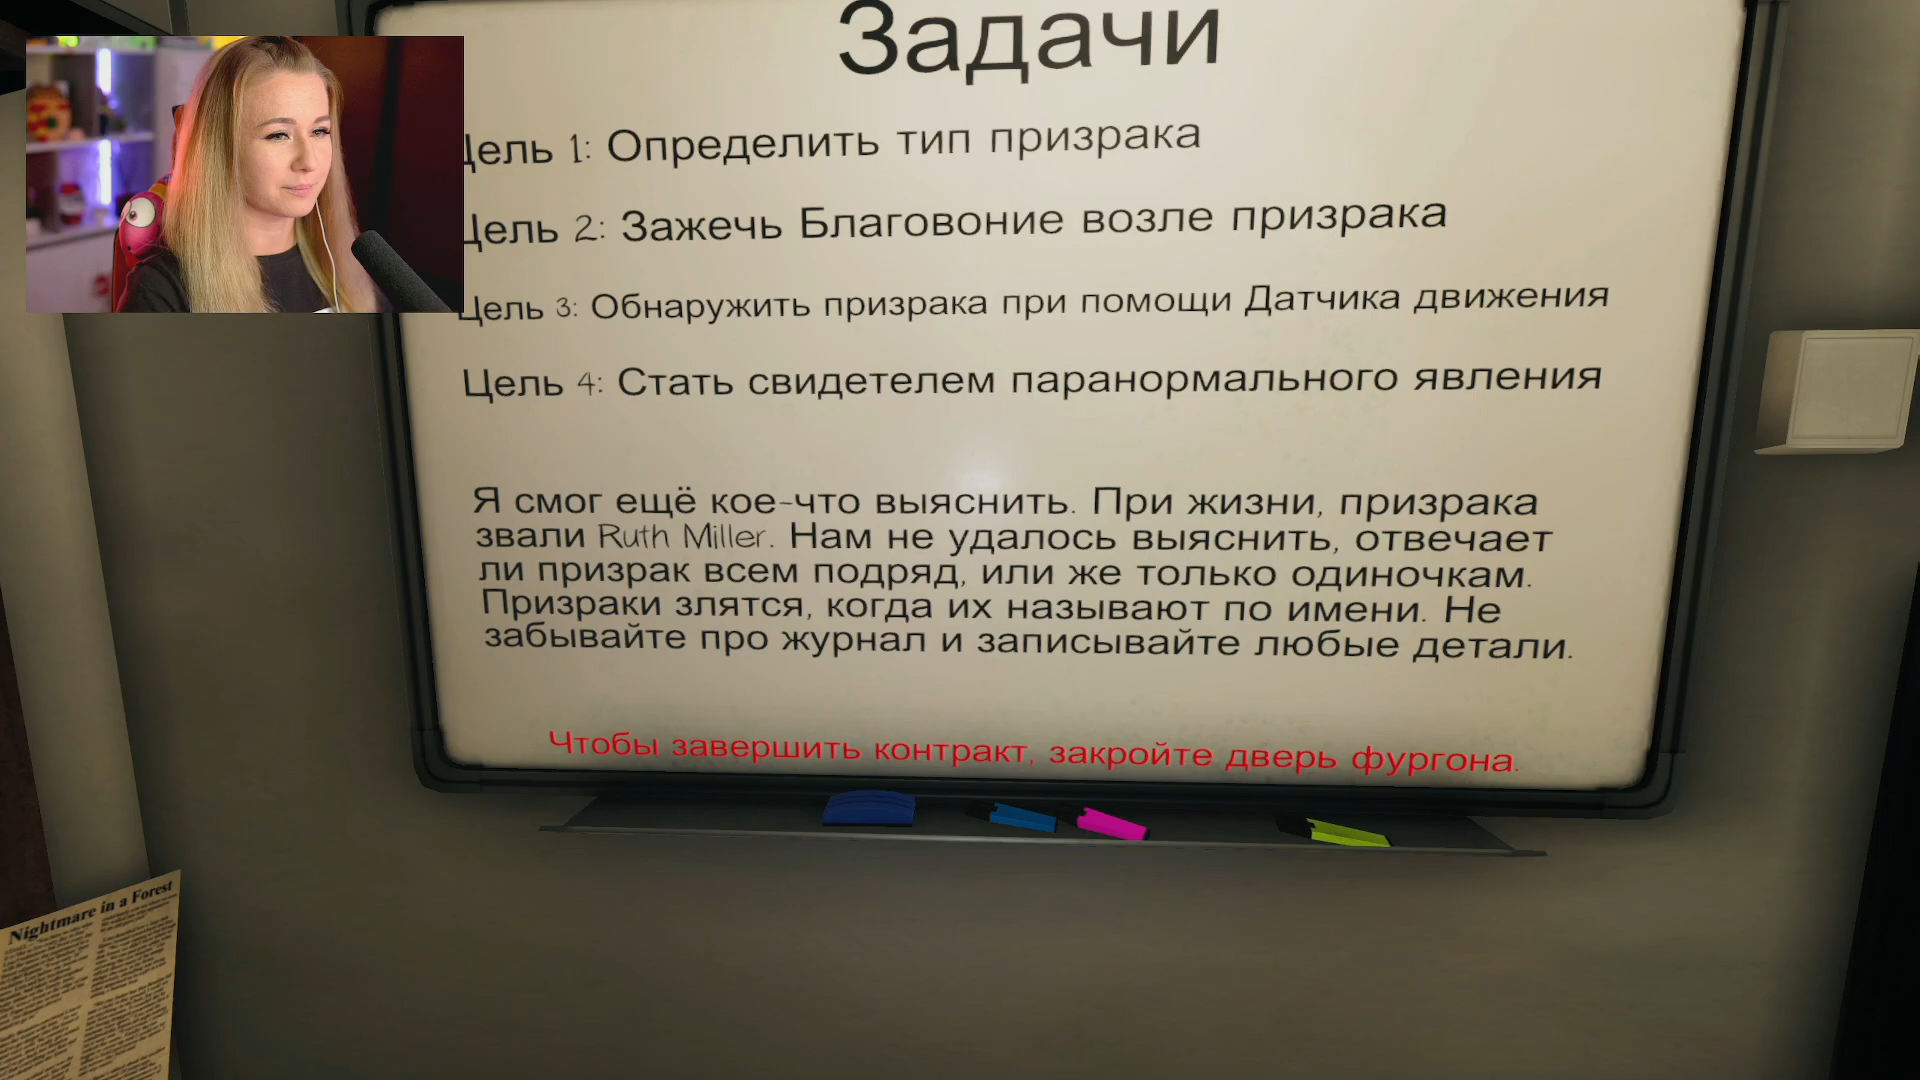 Задачи
Цель 1: Определить тип призрака
Цель 2: Зажечь Благовоние возле призрака
Цель 3: Обнаружить призрака при помощи Датчика движения
Цель 4: Стать свидетелем паранормального явления
Я смог ещё кое-что выяснить. При жизни, призрака
звали Ruth Miller. Нам не удалось выяснить, отвечает
ли призрак всем подряд, или же только одиночкам.
Призраки злятся, когда их называют по имени. Не
забывайте про журнал и записывайте любые детали.
Чтобы завершить контракт, закройте дверь фургона.
Nightmare in a Forest